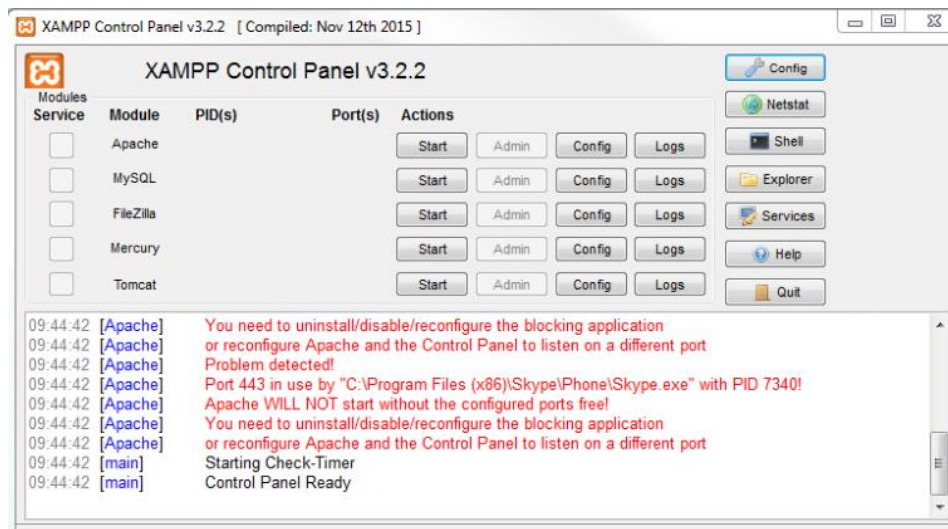 XAMPP Control Panel v3.2.2 [ Compiled: Nov 12th 2015 ]
XAMPP Control Panel v3.2.2
Config
Modules
Netstat
Service Module PID(s) Port(s) Actions
Apache Start Admin Config Logs Shell
MySQL Start Admin Config Logs Explorer
FileZilla Start Admin Config Logs Services
Mercury Start Admin Config Logs Help
Tomcat Start Admin Config Logs Quit
09:44:42 [Apache] You need to uninstall/disable/reconfigure the blocking application
09:44:42 [Apache] or reconfigure Apache and the Control Panel to listen on a different port
09:44:42 [Apache] Problem detected!
09:44:42 [Apache] Port 443 in use by "C:\Program Files (x86)\Skype\Phone\Skype.exe" with PID 7340!
09:44:42 [Apache] Apache WILL NOT start without the configured ports free!
09:44:42 [Apache] You need to uninstall/disable/reconfigure the blocking application
09:44:42 [Apache] or reconfigure Apache and the Control Panel to listen on a different port
09:44:42 [main] Starting Check-Timer
09:44:42 [main] Control Panel Ready